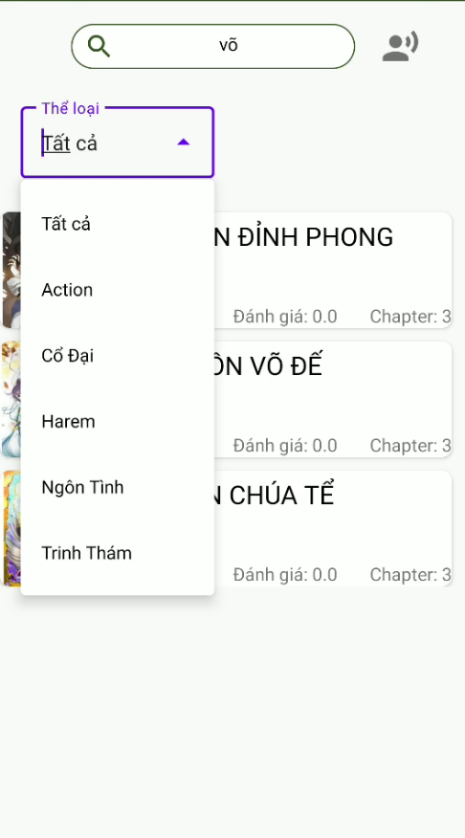 võ
Thể loại
Tất cả
Tất cả
Action
Cổ Đại
Harem
Ngôn Tình
Trinh Thám
ĐỈNH PHONG
Đánh giá: 0.0 Chapter: 3
VÕ ĐẾ
Đánh giá: 0.0 Chapter: 3
CHÚA TỂ
Đánh giá: 0.0 Chapter: 3